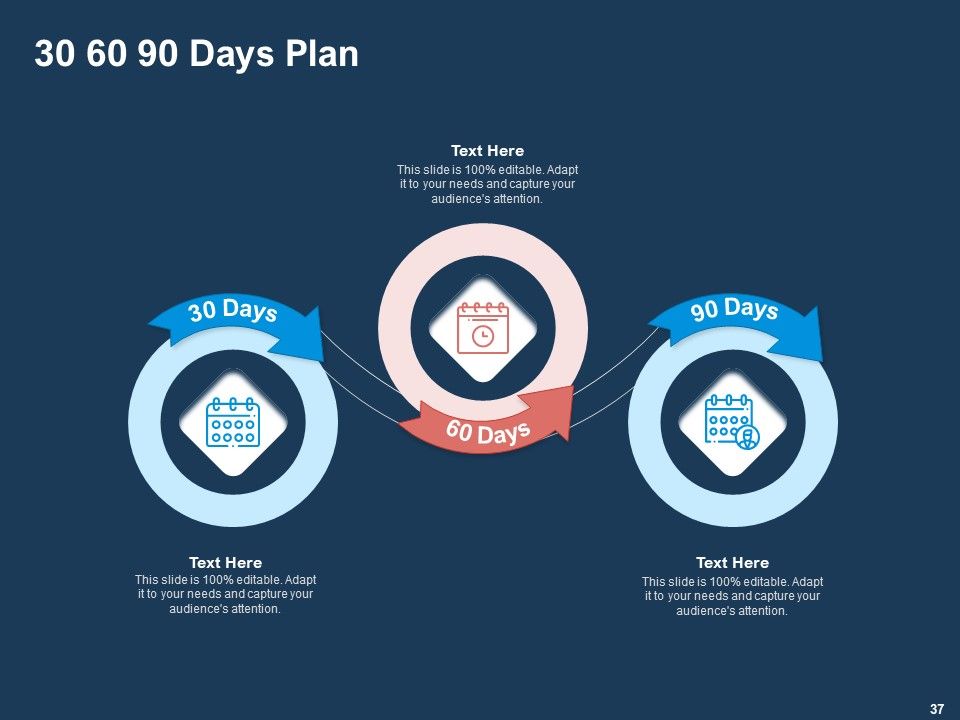 30 60 90 Days Plan
Text Here
This slide is 100% editable. Adapt
it to your needs and capture your
audience's attention.
30 Days
60 Days
90 Days
Text Here
This slide is 100% editable. Adapt
it to your needs and capture your
audience's attention.
Text Here
This slide is 100% editable. Adapt
it to your needs and capture your
audience's attention.
37